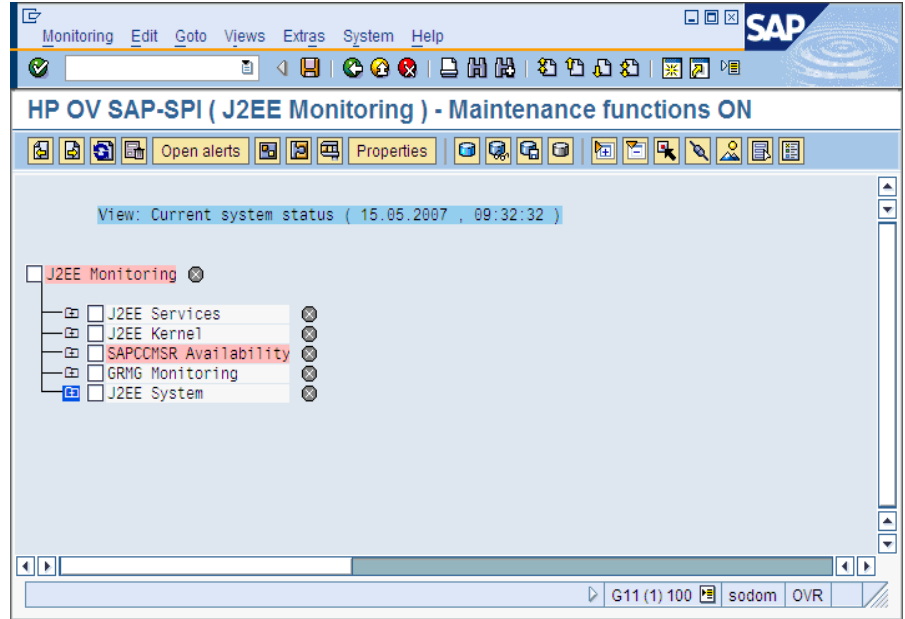 Monitoring Edit Goto Views Extras System Help
SAP
HP OV SAP-SPI ( J2EE Monitoring ) - Maintenance functions ON
Open alerts Properties
View: Current system status ( 15.05.2007 , 09:32:32 )
J2EE Monitoring
J2EE Services
J2EE Kernel
SAPCCMSR Availability
GRMG Monitoring
J2EE System
G11 (1) 100 sodom OVR